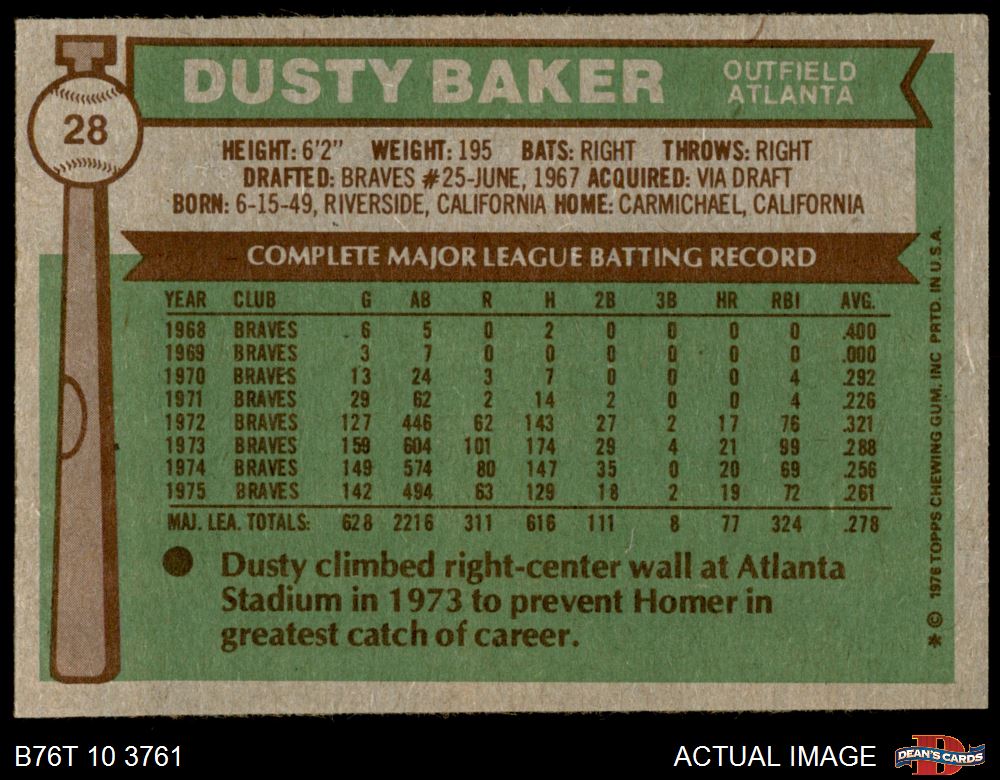 28
DUSTY BAKER
OUTFIELD
ATLANTA
HEIGHT: 6'2" WEIGHT: 195 BATS: RIGHT THROWS: RIGHT
DRAFTED: BRAVES #25-JUNE, 1967 ACQUIRED: VIA DRAFT
BORN: 6-15-49, RIVERSIDE, CALIFORNIA HOME: CARMICHAEL, CALIFORNIA
COMPLETE MAJOR LEAGUE BATTING RECORD
YEAR CLUB G AB R H 2B 3B HR RBI AVG.
1968 BRAVES 6 5 0 2 0 0 0 0 .400
1969 BRAVES 3 7 0 0 0 0 0 0 .000
1970 BRAVES 13 24 3 7 0 0 0 4 .292
1971 BRAVES 29 62 2 14 2 0 0 4 .226
1972 BRAVES 127 446 62 143 27 2 17 76 .321
1973 BRAVES 159 604 101 174 29 4 21 99 .288
1974 BRAVES 149 574 80 147 35 0 20 69 .256
1975 BRAVES 142 494 63 129 18 2 19 72 .261
MAJ. LEA. TOTALS: 628 2216 311 616 111 8 77 324 .278
● Dusty climbed right-center wall at Atlanta
Stadium in 1973 to prevent Homer in
greatest catch of career.
* © 1976 TOPPS CHEWING GUM, INC PRTD. IN U.S.A.
B76T 10 3761
ACTUAL IMAGE
D
DEAN'S CARDS